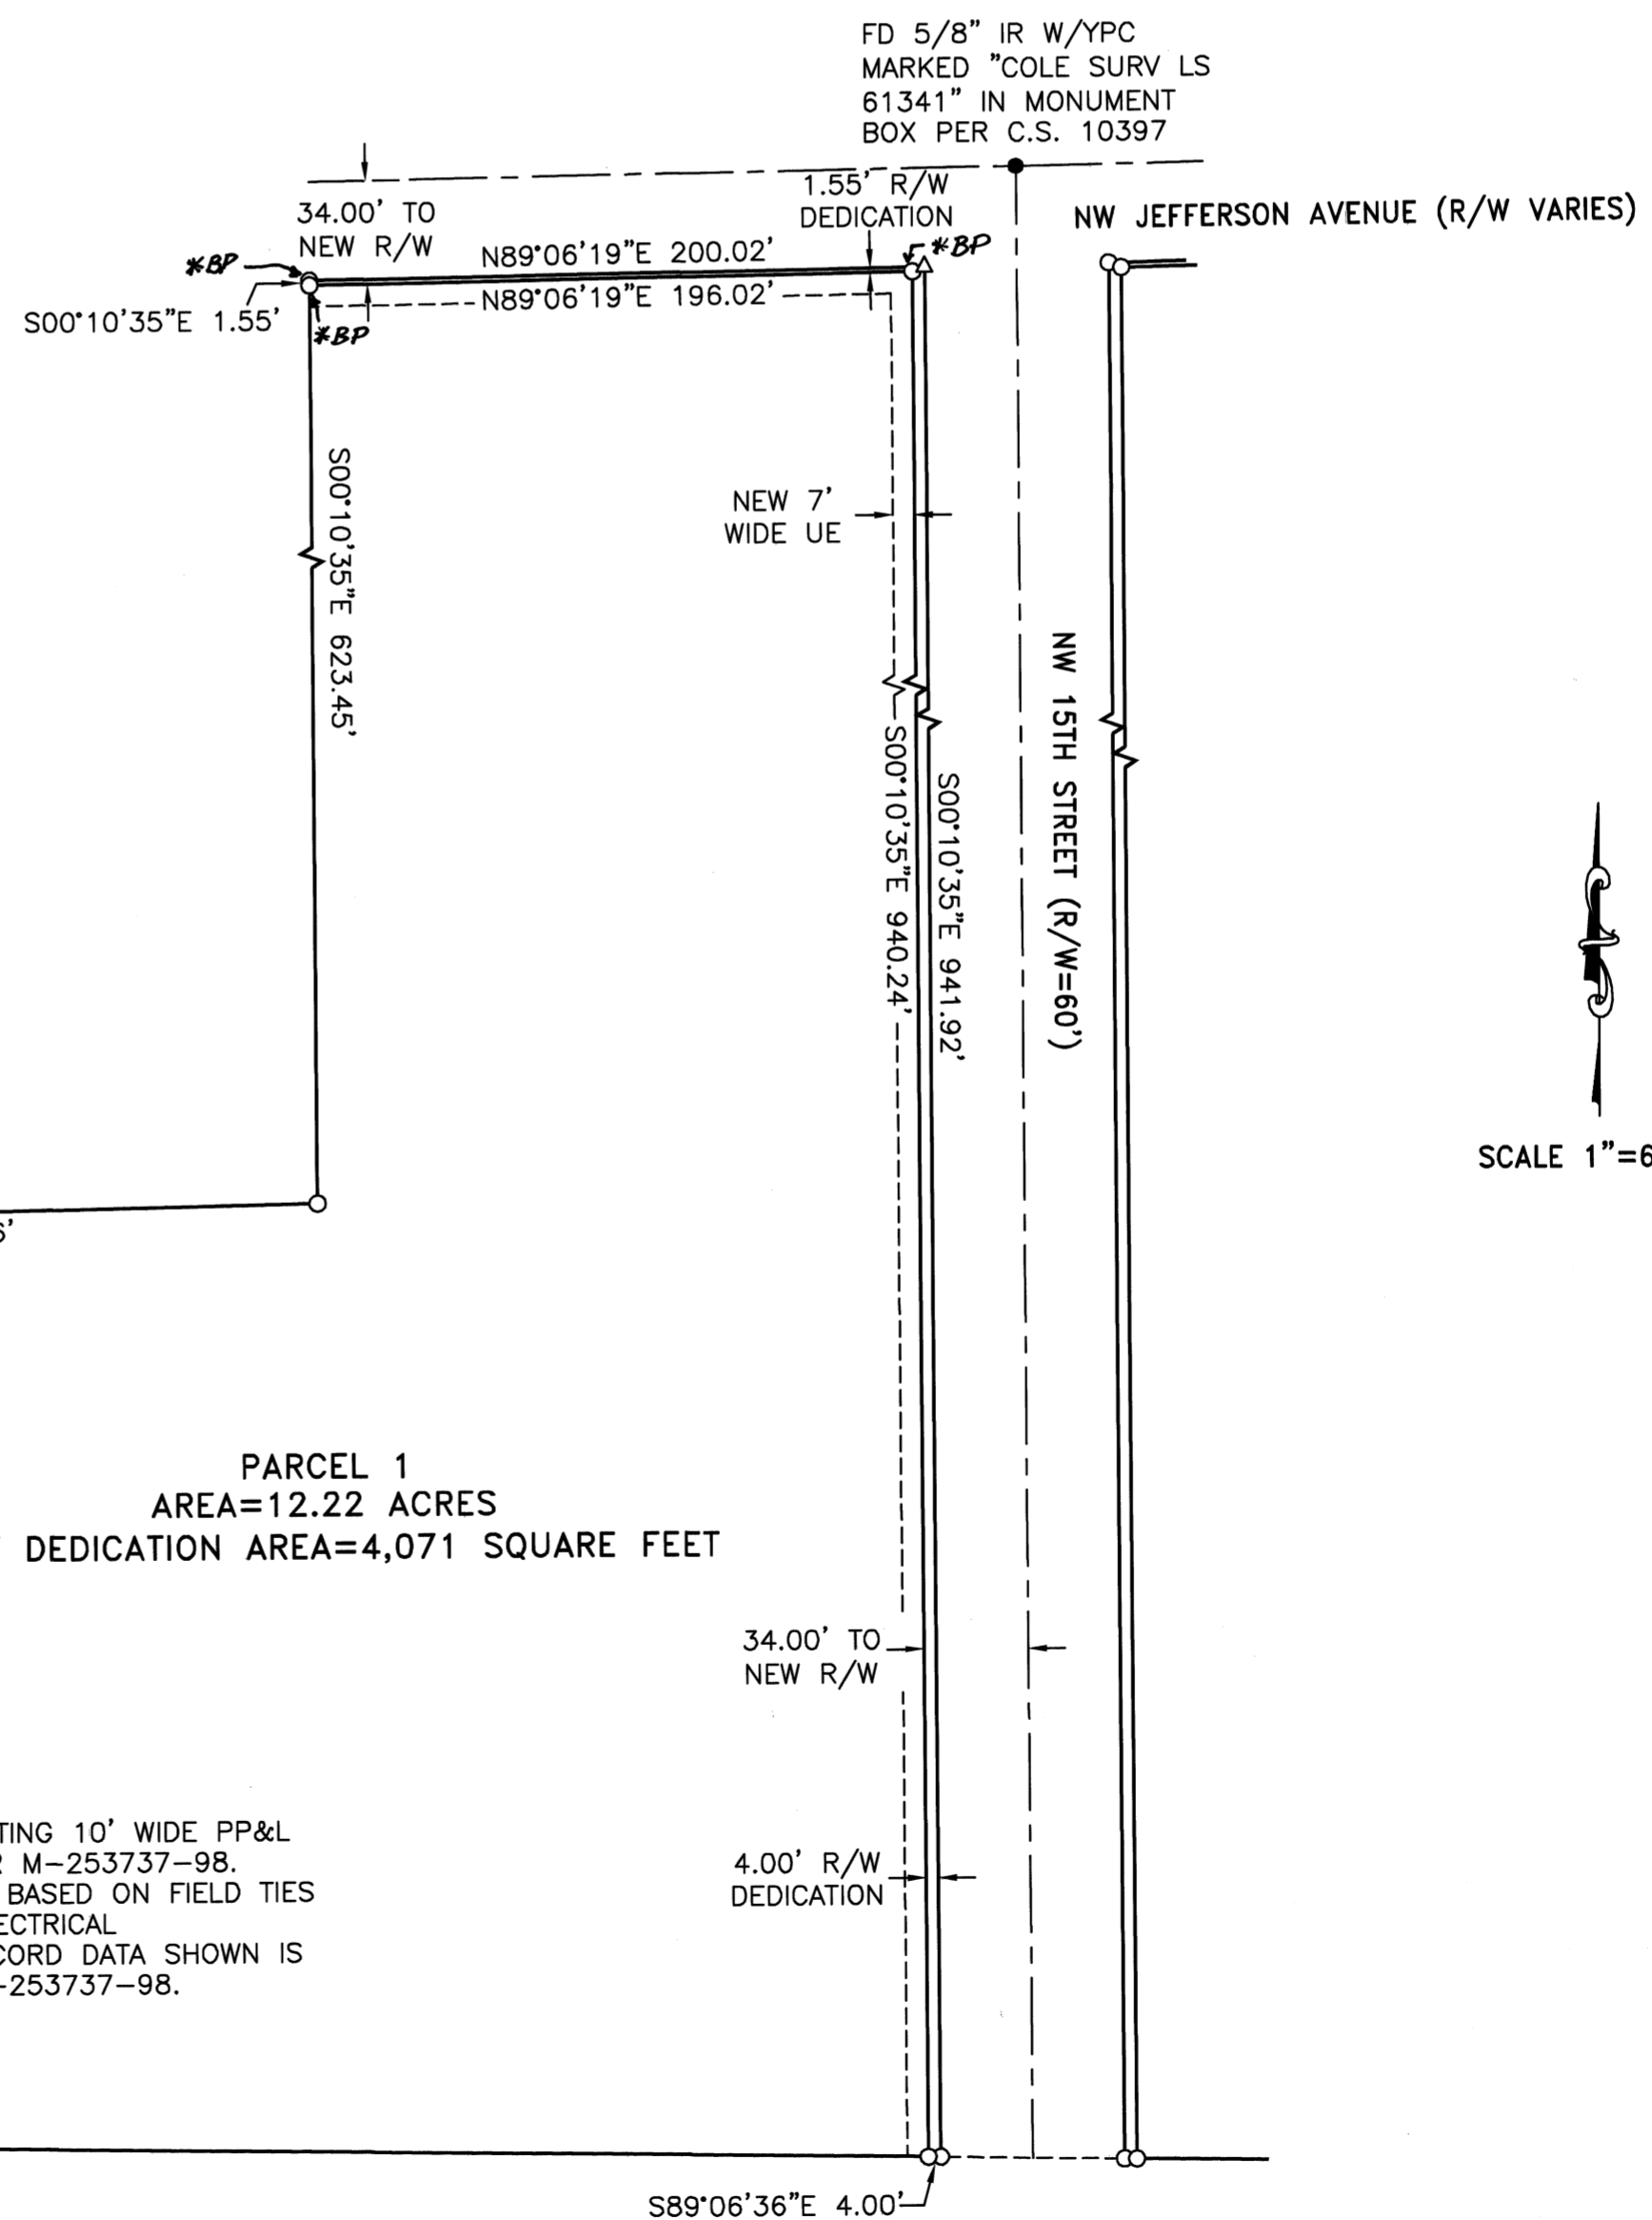 FD 5/8" IR W/YPC
MARKED "COLE SURV LS
61341" IN MONUMENT
BOX PER C.S. 10397
1.55' R/W
DEDICATION
34.00' TO
NEW R/W
NW JEFFERSON AVENUE (R/W VARIES)
N89°06'19"E 200.02'
*BP
*BP
N89°06'19"E 196.02'
S00°10'35"E 1.55'
*BP
S00°10'35"E 623.45'
NEW 7'
WIDE UE
S00°10'35"E 940.24'
S00°10'35"E 941.92'
NW 15TH STREET (R/W=60')
SCALE 1"=6
6'
PARCEL 1
AREA=12.22 ACRES
DEDICATION AREA=4,071 SQUARE FEET
34.00' TO
NEW R/W
TING 10' WIDE PP&L
R M-253737-98.
BASED ON FIELD TIES
ECTRICAL
CORD DATA SHOWN IS
-253737-98.
4.00' R/W
DEDICATION
S89°06'36"E 4.00'